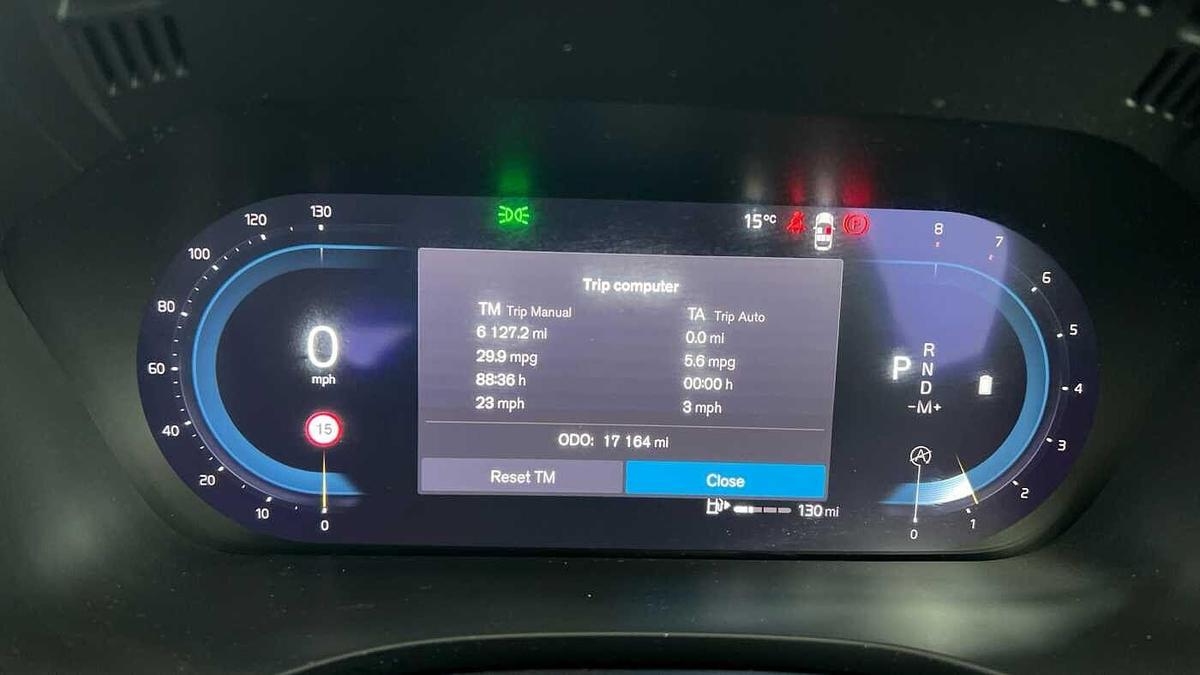 130
120
100
80
60
40
20
10
0
0
mph
15
15°C
P
Trip computer
TM Trip Manual
6 127.2 mi
29.9 mpg
88:36 h
23 mph
TA Trip Auto
0.0 mi
5.6 mpg
00:00 h
3 mph
ODO: 17 164 mi
Reset TM
Close
130 mi
P
R
N
D
-M+
A
8
7
6
5
4
3
2
1
0